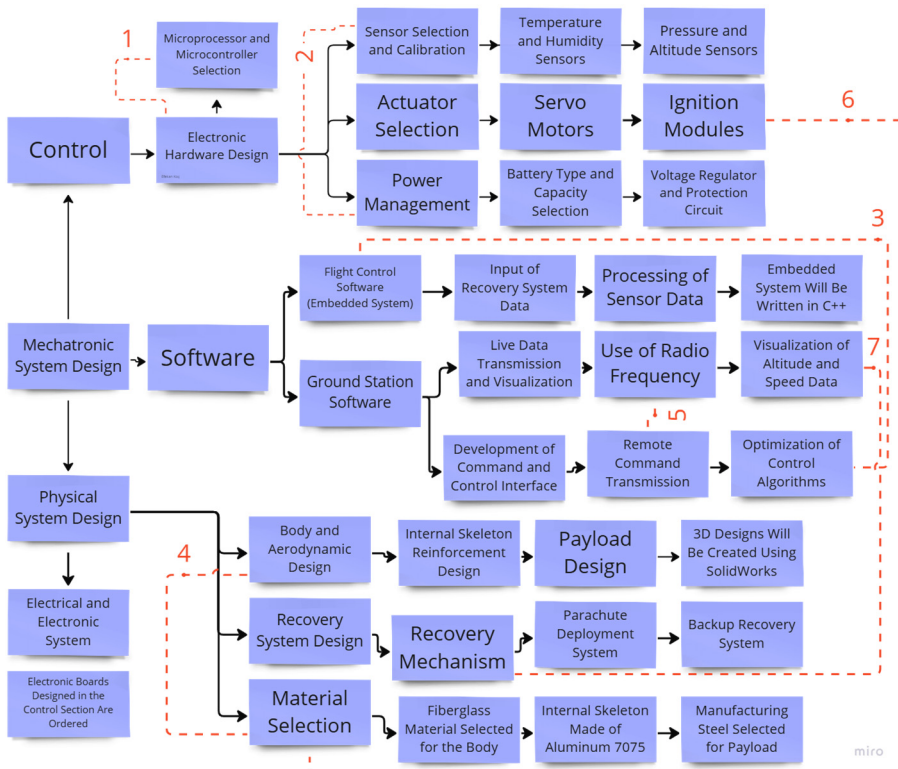 1
Microprocessor and
Microcontroller
Selection
2
Sensor Selection
and Calibration
Temperature
and Humidity
Sensors
Pressure and
Altitude Sensors
Control
Electronic
Hardware Design
Actuator
Selection
Servo
Motors
Ignition
Modules
6
Power
Management
Battery Type and
Capacity
Selection
Voltage Regulator
and Protection
Circuit
3
Flight Control
Software
(Embedded System)
Input of
Recovery System
Data
Processing of
Sensor Data
Embedded
System Will Be
Written in C++
Mechatronic
System Design
Software
Ground Station
Software
Live Data
Transmission
and Visualization
Use of Radio
Frequency
Visualization of
Altitude and
Speed Data
7
5
Development of
Command and
Control Interface
Remote
Command
Transmission
Optimization of
Control
Algorithms
Physical
System Design
4
Body and
Aerodynamic
Design
Internal Skeleton
Reinforcement
Design
Payload
Design
3D Designs Will
Be Created Using
SolidWorks
Electrical and
Electronic
System
Recovery
System Design
Recovery
Mechanism
Parachute
Deployment
System
Backup Recovery
System
Electronic Boards
Designed in the
Control Section Are
Ordered
Material
Selection
Fiberglass
Material Selected
for the Body
Internal Skeleton
Made of
Aluminum 7075
Manufacturing
Steel Selected
for Payload
miro